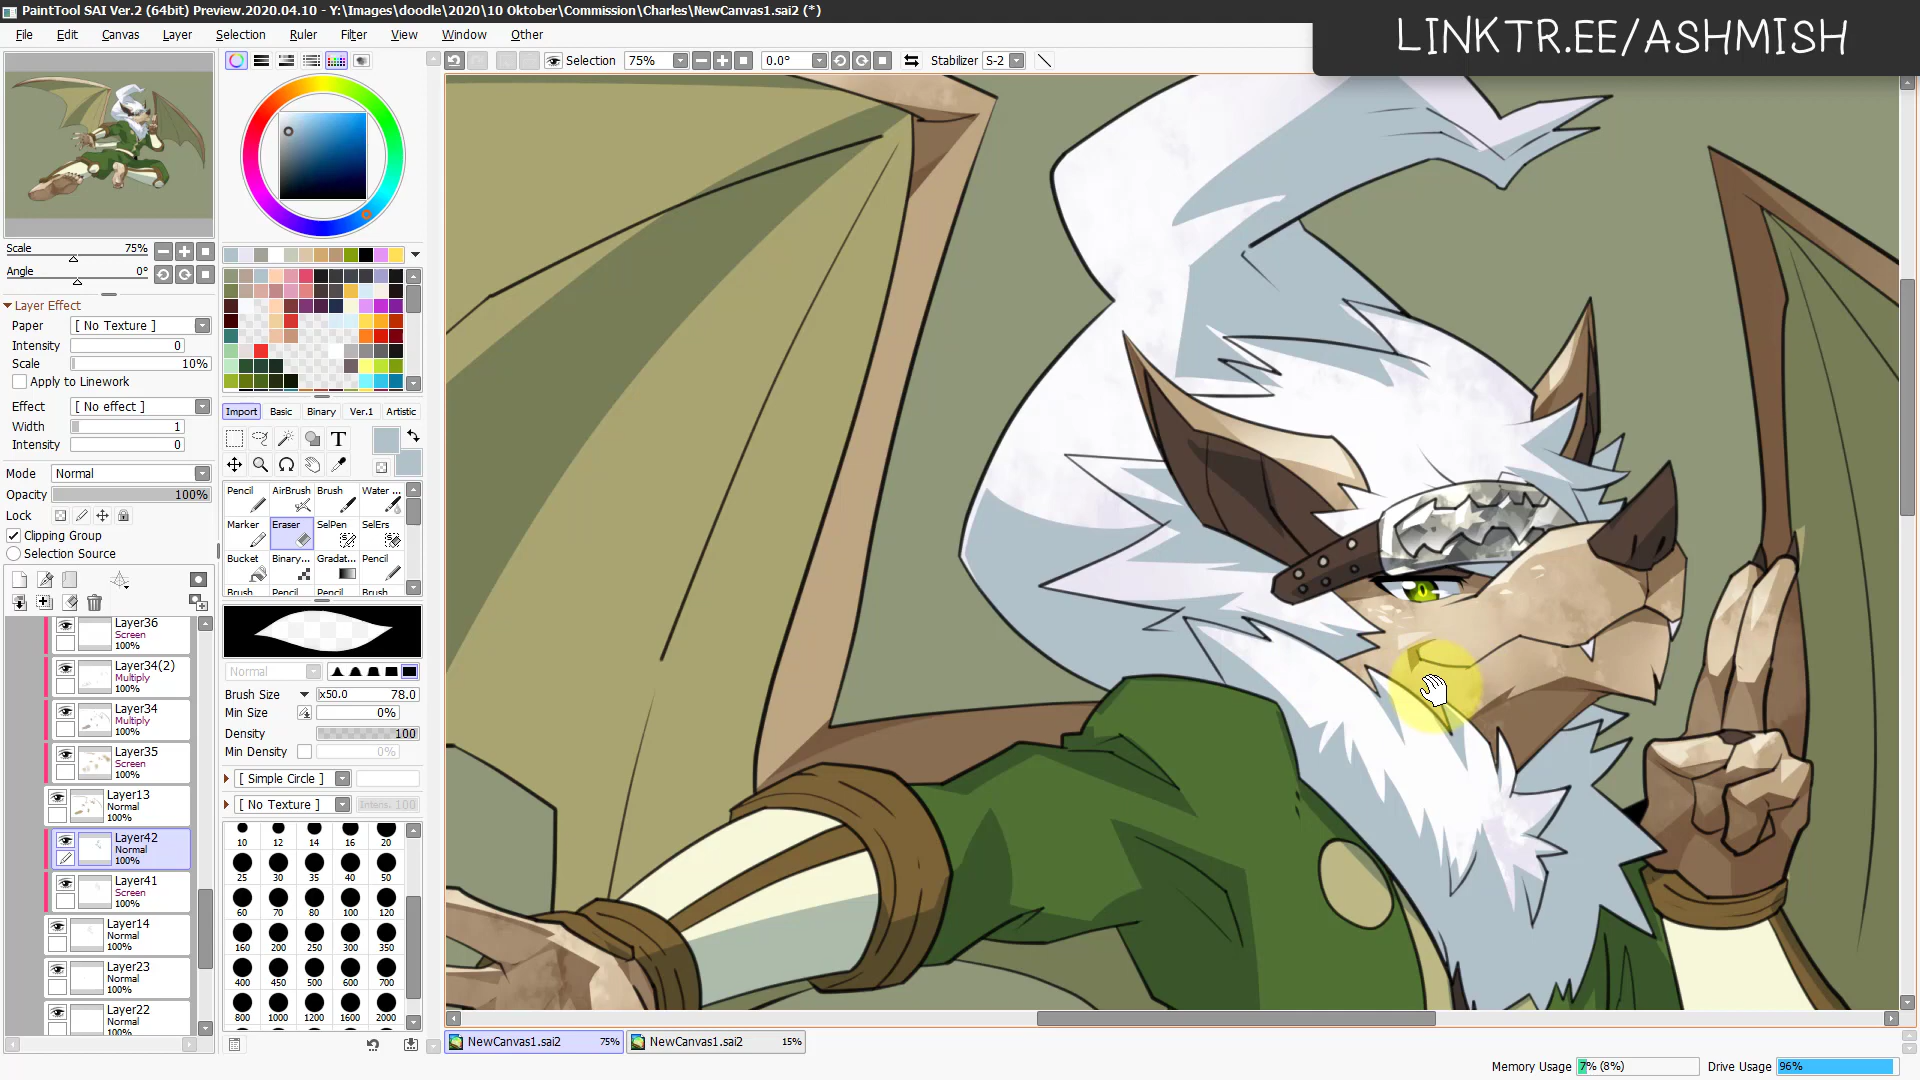 PaintTool SAI Ver.2 (64bit) Preview.2020.04.10 - Y:\Images\doodle\2020\10 Oktober\Commission\Charles\NewCanvas1.sai2 (*)
LINKTR.EE/ASHMISH
File Edit Canvas Layer Selection Filter Ruler View Window Other
Selection 75% 0.0° Stabilizer S-2
Scale 75%
Angle 0°
Layer Effect
Paper [ No Texture ]
Intensity 0
Scale 10%
Apply to Linework
Effect [ No effect ]
Width 1
Intensity 0
Mode Normal
Opacity 100%
Lock
Clipping Group
Selection Source
Layer36
Screen
100%
Layer34(2)
Multiply
100%
Layer34
Multiply
100%
Layer35
Screen
100%
Layer13
Normal
100%
Layer42
Normal
100%
Layer41
Screen
100%
Layer14
Normal
100%
Layer23
Normal
100%
Layer22
Normal
Import Basic Binary Ver.1 Artistic
T
Pencil AirBrush Brush Water ...
Marker Eraser SelPen SelErs
Bucket Binary... Gradat... Pencil
Brush Pencil Pencil Brush
Normal
Brush Size x50.0 78.0
Min Size 0%
Density 100
Min Density 0%
[ Simple Circle ]
[ No Texture ] Intens. 100
10 12 14 16 20
25 30 35 40 50
60 70 80 100 120
160 200 250 300 350
400 450 500 600 700
800 1000 1200 1600 2000
NewCanvas1.sai2 75% NewCanvas1.sai2 15%
Memory Usage 7% (8%) Drive Usage 96%